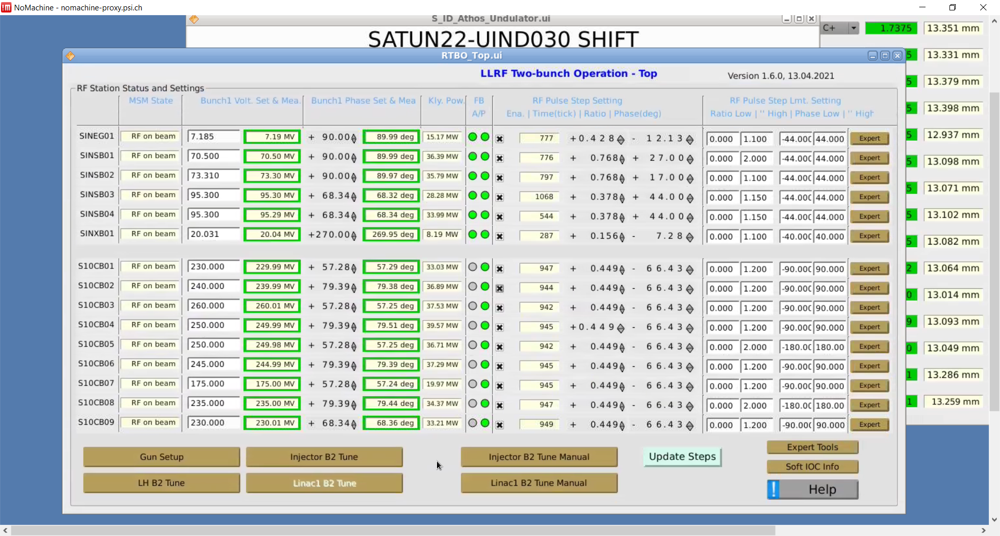 NoMachine - nomachine-proxy.psi.ch
S_ID_Athos_Undulator.ui
SATUN22-UIND030 SHIFT
C+ 1.7375 13.351 mm
RTBO_Top.ui
5 13.331 mm
LLRF Two-bunch Operation - Top Version 1.6.0, 13.04.2021
5 13.379 mm
RF Station Status and Settings
MSM State Bunch1 Volt. Set & Mea. Bunch1 Phase Set & Mea Kly. Pow. FB RF Pulse Step Setting RF Pulse Step Lmt. Setting
5 13.398 mm
A/P Ena. | Time(tick) | Ratio | Phase(deg) Ratio Low | '' High | Phase Low | '' High
5 12.937 mm
SINEG01 RF on beam 7.185 7.19 MV + 90.00 89.99 deg 15.17 MW 777 +0.428 - 12.13 0.000 1.100 -44.000 44.000 Expert
SINSB01 RF on beam 70.500 70.50 MV + 90.00 89.99 deg 36.39 MW 776 + 0.768 + 27.00 0.000 2.000 -44.000 44.000 Expert
5 13.098 mm
SINSB02 RF on beam 73.310 73.30 MV + 90.00 89.97 deg 35.79 MW 797 + 0.768 + 17.00 0.000 1.100 -44.000 44.000 Expert
5 13.071 mm
SINSB03 RF on beam 95.300 95.30 MV + 68.34 68.32 deg 28.28 MW 1068 + 0.378 + 44.00 0.000 1.150 -44.000 44.000 Expert
SINSB04 RF on beam 95.300 95.29 MV + 68.34 68.34 deg 33.99 MW 544 + 0.378 + 44.00 0.000 1.150 -44.000 44.000 Expert
5 13.102 mm
SINXB01 RF on beam 20.031 20.04 MV +270.00 269.95 deg 8.19 MW 287 + 0.156 - 7.28 0.000 1.100 -40.000 40.000 Expert
5 13.082 mm
S10CB01 RF on beam 230.000 229.99 MV + 57.28 57.29 deg 33.03 MW 947 + 0.449 - 66.43 0.000 1.200 -90.000 90.000 Expert
2 13.064 mm
S10CB02 RF on beam 240.000 239.99 MV + 79.39 79.38 deg 36.89 MW 944 + 0.449 - 66.43 0.000 1.200 -90.000 90.000 Expert
0 13.014 mm
S10CB03 RF on beam 260.000 260.01 MV + 57.28 57.25 deg 37.53 MW 942 + 0.449 - 66.43 0.000 1.200 -90.000 90.000 Expert
S10CB04 RF on beam 250.000 249.99 MV + 79.39 79.51 deg 39.57 MW 945 +0.449 - 66.43 0.000 1.200 -90.000 90.000 Expert
9 13.093 mm
S10CB05 RF on beam 250.000 249.98 MV + 57.28 57.25 deg 36.71 MW 942 + 0.449 - 66.43 0.000 2.000 -180.00 180.00 Expert
0 13.049 mm
S10CB06 RF on beam 245.000 244.99 MV + 79.39 79.39 deg 37.29 MW 945 + 0.449 - 66.43 0.000 1.200 -90.000 90.000 Expert
1 13.286 mm
S10CB07 RF on beam 175.000 175.00 MV + 57.28 57.24 deg 19.97 MW 945 + 0.449 - 66.43 0.000 1.200 -90.000 90.000 Expert
S10CB08 RF on beam 235.000 235.00 MV + 79.39 79.44 deg 34.37 MW 947 + 0.449 - 66.43 0.000 2.000 -180.00 180.00 Expert
1 13.259 mm
S10CB09 RF on beam 230.000 230.01 MV + 68.34 68.36 deg 33.21 MW 949 + 0.449 - 66.43 0.000 1.200 -90.000 90.000 Expert
Gun Setup Injector B2 Tune Injector B2 Tune Manual Update Steps Expert Tools
Soft IOC Info
LH B2 Tune Linac1 B2 Tune Linac1 B2 Tune Manual ! Help